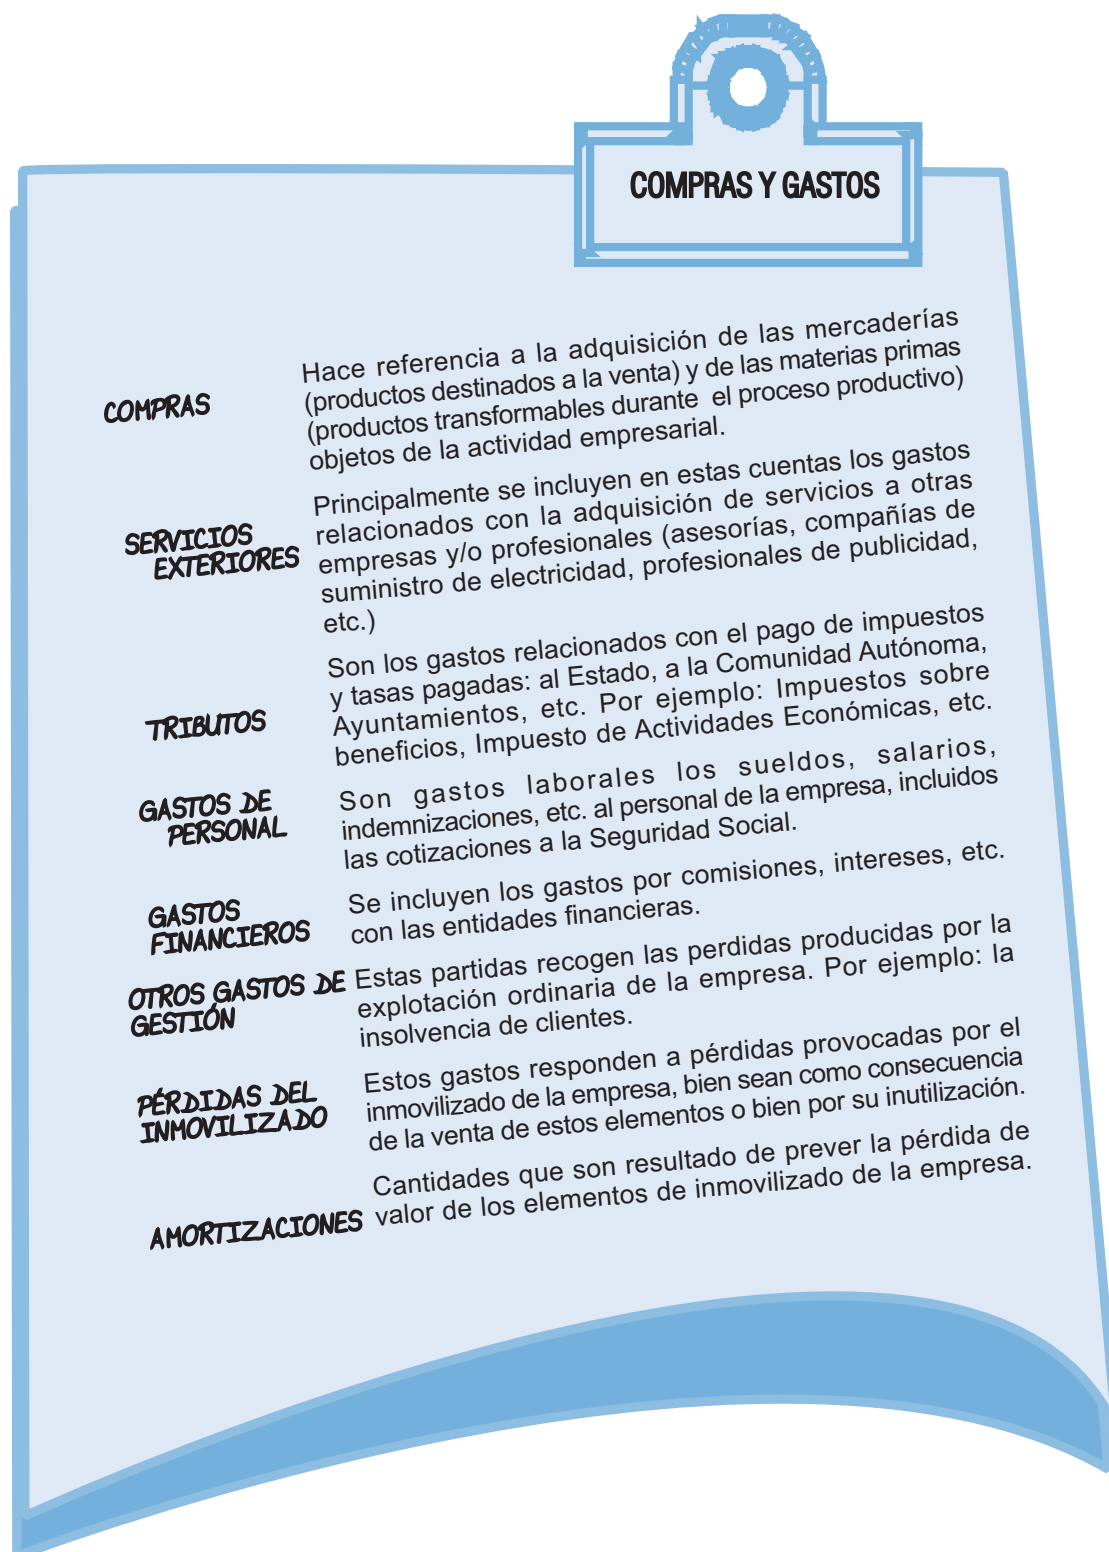 COMPRAS Y GASTOS
COMPRAS
Hace referencia a la adquisición de las mercaderías
(productos destinados a la venta) y de las materias primas
(productos transformables durante el proceso productivo)
objetos de la actividad empresarial.
SERVICIOS
EXTERIORES
Principalmente se incluyen en estas cuentas los gastos
relacionados con la adquisición de servicios a otras
empresas y/o profesionales (asesorías, compañías de
suministro de electricidad, profesionales de publicidad,
etc.)
TRIBUTOS
Son los gastos relacionados con el pago de impuestos
y tasas pagadas: al Estado, a la Comunidad Autónoma,
Ayuntamientos, etc. Por ejemplo: Impuestos sobre
beneficios, Impuesto de Actividades Económicas, etc.
GASTOS DE
PERSONAL
Son gastos laborales los sueldos, salarios,
indemnizaciones, etc. al personal de la empresa, incluidos
las cotizaciones a la Seguridad Social.
GASTOS
FINANCIEROS
Se incluyen los gastos por comisiones, intereses, etc.
con las entidades financieras.
OTROS GASTOS DE
GESTIÓN
Estas partidas recogen las perdidas producidas por la
explotación ordinaria de la empresa. Por ejemplo: la
insolvencia de clientes.
PÉRDIDAS DEL
INMOVILIZADO
Estos gastos responden a pérdidas provocadas por el
inmovilizado de la empresa, bien sean como consecuencia
de la venta de estos elementos o bien por su inutilización.
AMORTIZACIONES
Cantidades que son resultado de prever la pérdida de
valor de los elementos de inmovilizado de la empresa.